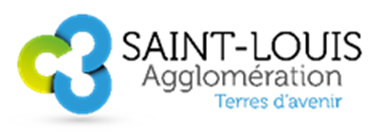 SAINT-LOUIS
Agglomération
Terres d'avenir